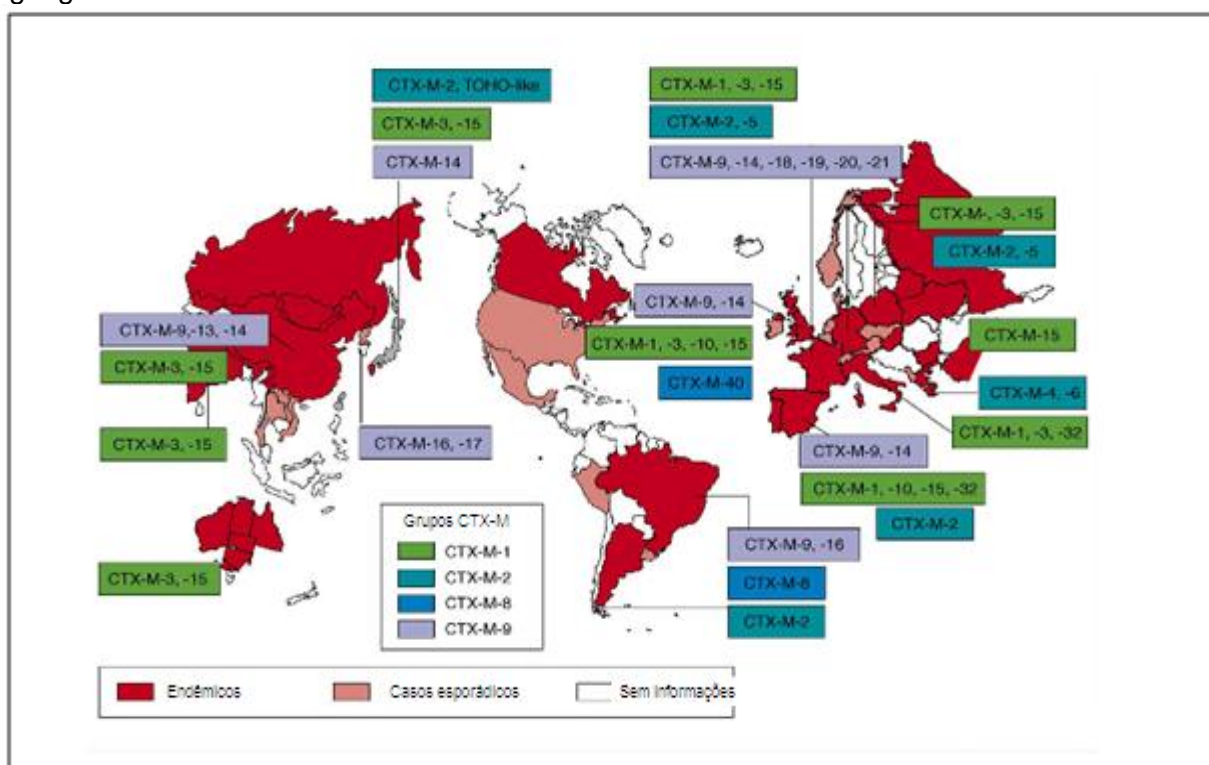 CTX-M-2, TOHO-like
CTX-M-3, -15
CTX-M-14
CTX-M-1, -3, -15
CTX-M-2, -5
CTX-M-9, -14, -18, -19, -20, -21
CTX-M-, -3, -15
CTX-M-2, -5
CTX-M-9,-13, -14
CTX-M-3, -15
CTX-M-3, -15
CTX-M-16, -17
CTX-M-9, -14
CTX-M-1, -3, -10, -15
CTX-M-40
CTX-M-15
CTX-M-4, -6
CTX-M-1, -3, -32
CTX-M-9, -14
CTX-M-1, -10, -15, -32
CTX-M-2
CTX-M-3, -15
Grupos CTX-M
CTX-M-1
CTX-M-2
CTX-M-8
CTX-M-9
CTX-M-9, -16
CTX-M-8
CTX-M-2
Endêmicos
Casos esporádicos
Sem informações